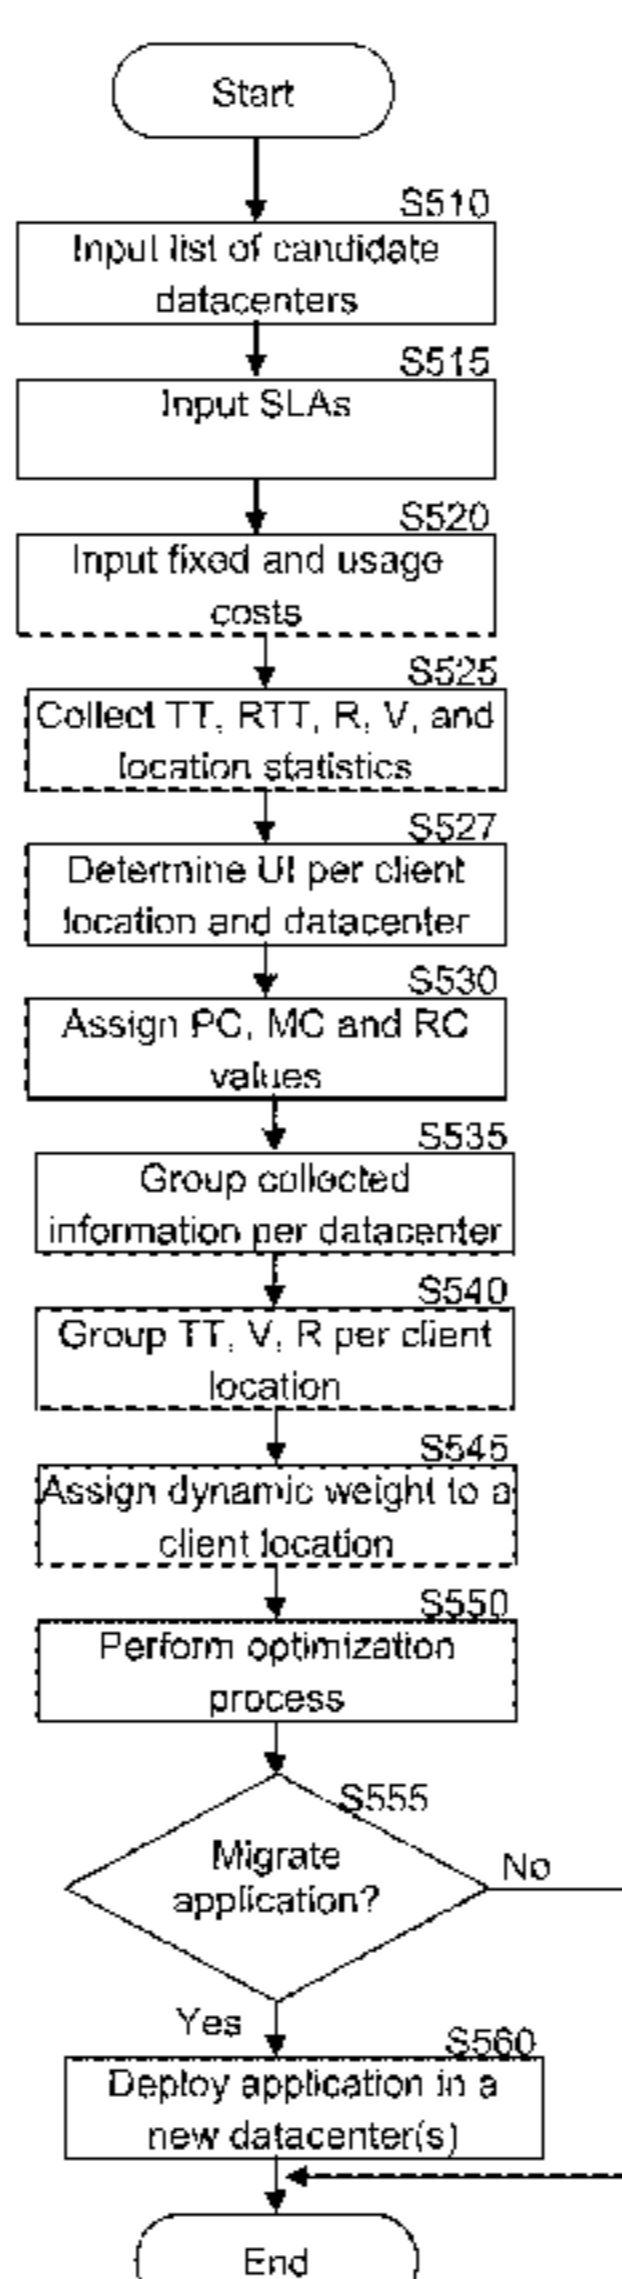 Start
S510
Input list of candidate
datacenters
S515
Input SLAs
S520
Input fixed and usage
costs
S525
Collect TT, RTT, R, V, and
location statistics
S527
Determine UI per client
location and datacenter
S530
Assign PC, MC and RC
values
S535
Group collected
information per datacenter
S540
Group TT, V, R per client
location
S545
Assign dynamic weight to a
client location
S550
Perform optimization
process
S555
Migrate
application?
No
Yes
S560
Deploy application in a
new datacenter(s)
End